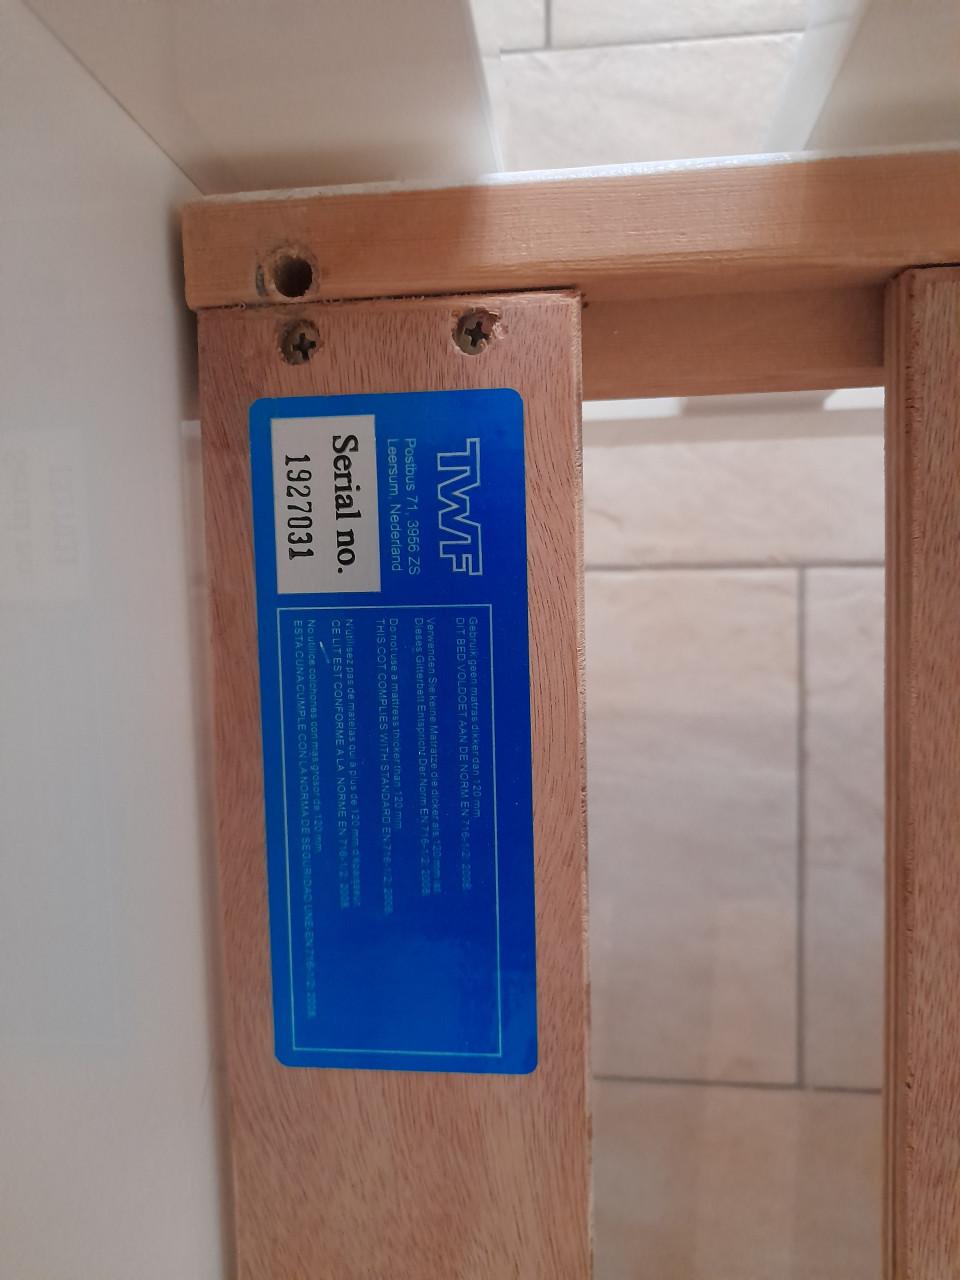 TWF
Postbus 71, 3956 ZS
Leersum, Nederland
Serial no.
1927031
Gebruik geen matras dikker dan 120 mm.
DIT BED VOLDOET AAN DE NORM EN 716-1/2: 2008.
Verwenden Sie keine Matratze die dicker als 120 mm ist.
Dieses Gitterbett Entspricht Der Norm EN 716-1/2: 2008.
Do not use a mattress thicker than 120 mm.
THIS COT COMPLIES WITH STANDARD EN 716-1/2: 2008.
N'utilisez pas de matelas qui a plus de 120 mm d'épaisseur.
CE LIT EST CONFORME A LA NORME EN 716-1/2: 2008.
No utilice colchones con mas grosor de 120 mm.
ESTA CUNA CUMPLE CON LA NORMA DE SEGURIDAD UNE-EN 716-1/2: 2008.